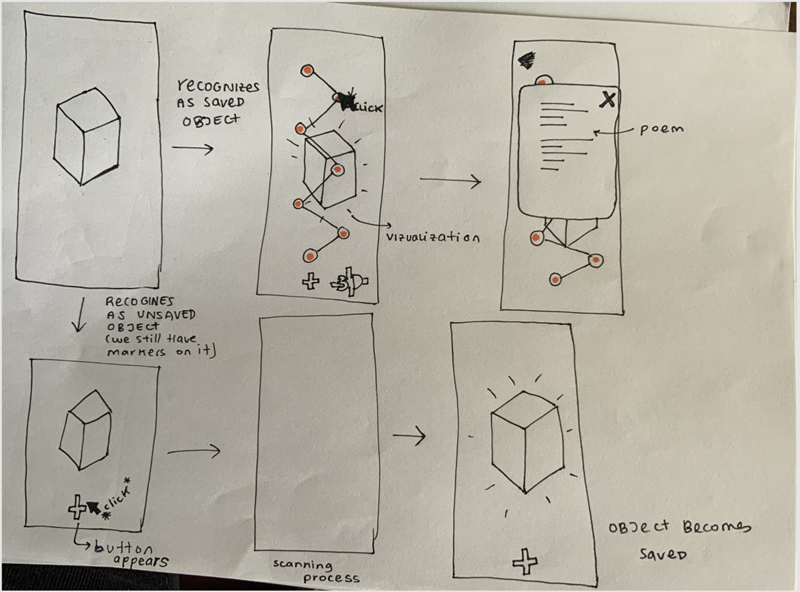 recognizes
As saved
OBJECT
CLICK
poem
vizualization
RECOGINES
AS UNSAVED
OBJECT
(we still have
markers on it)
*click*
button
appears
scanning
process
OBJECT Becomes
saved